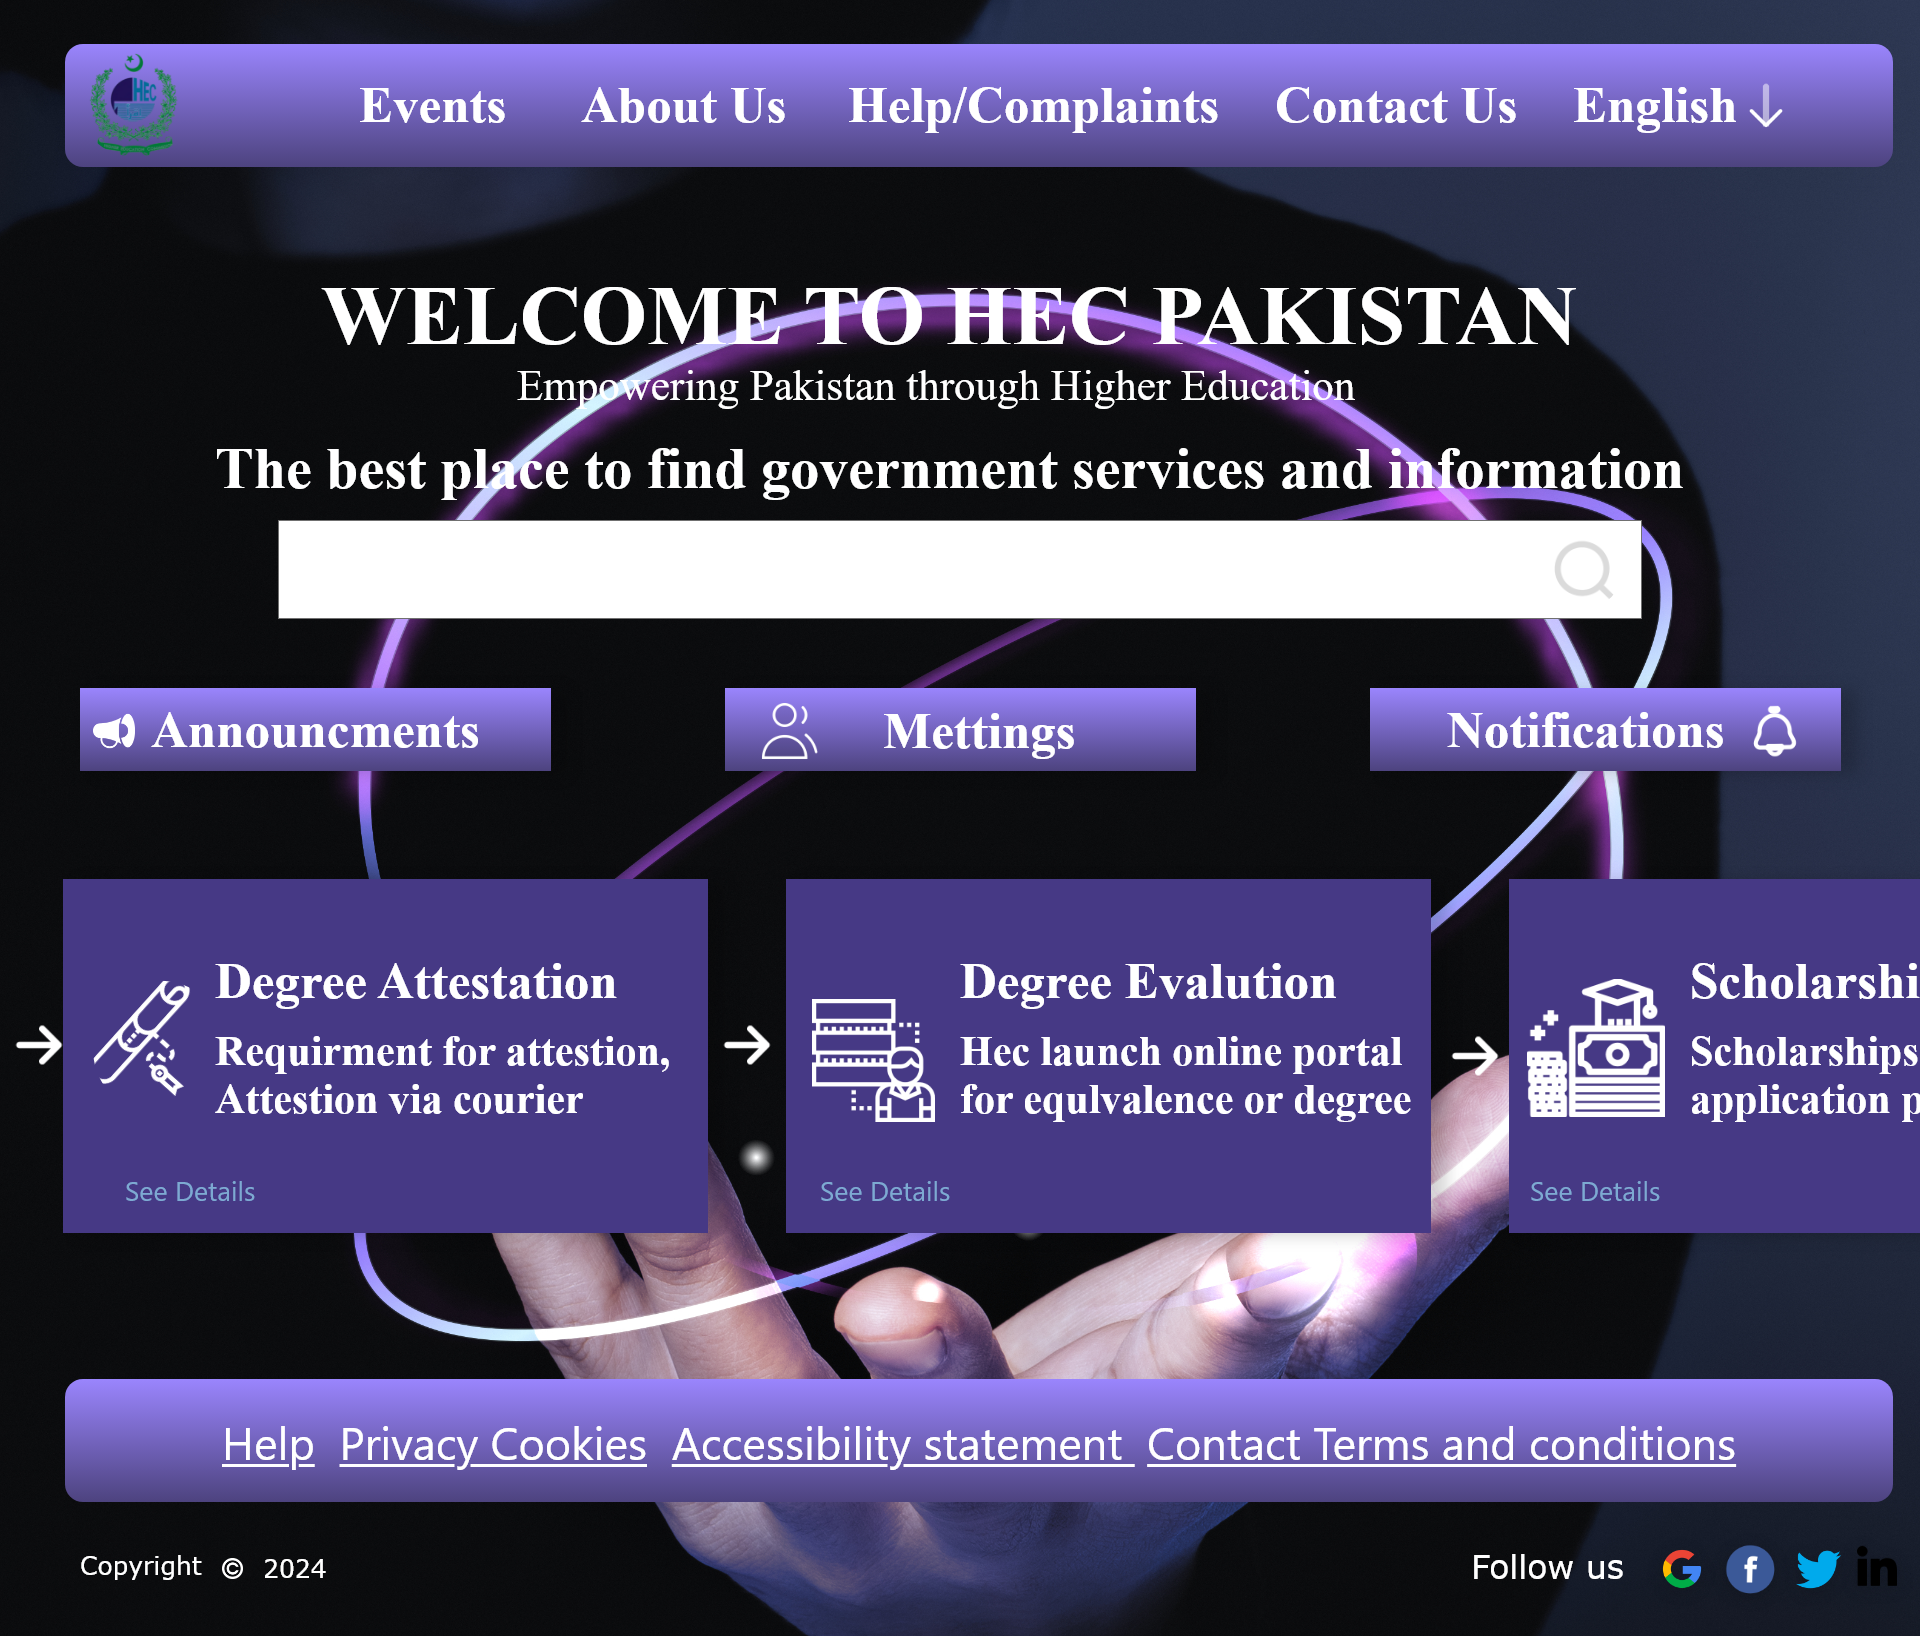 HEC
Events About Us Help/Complaints Contact Us English
WELCOME TO HEC PAKISTAN
Empowering Pakistan through Higher Education
The best place to find government services and information
Announcments Mettings Notifications
Degree Attestation
Requirment for attestion,
Attestion via courier
See Details
Degree Evalution
Hec launch online portal
for equlvalence or degree
See Details
Scholarshi
Scholarships
application p
See Details
Help Privacy Cookies Accessibility statement Contact Terms and conditions
Copyright © 2024
Follow us